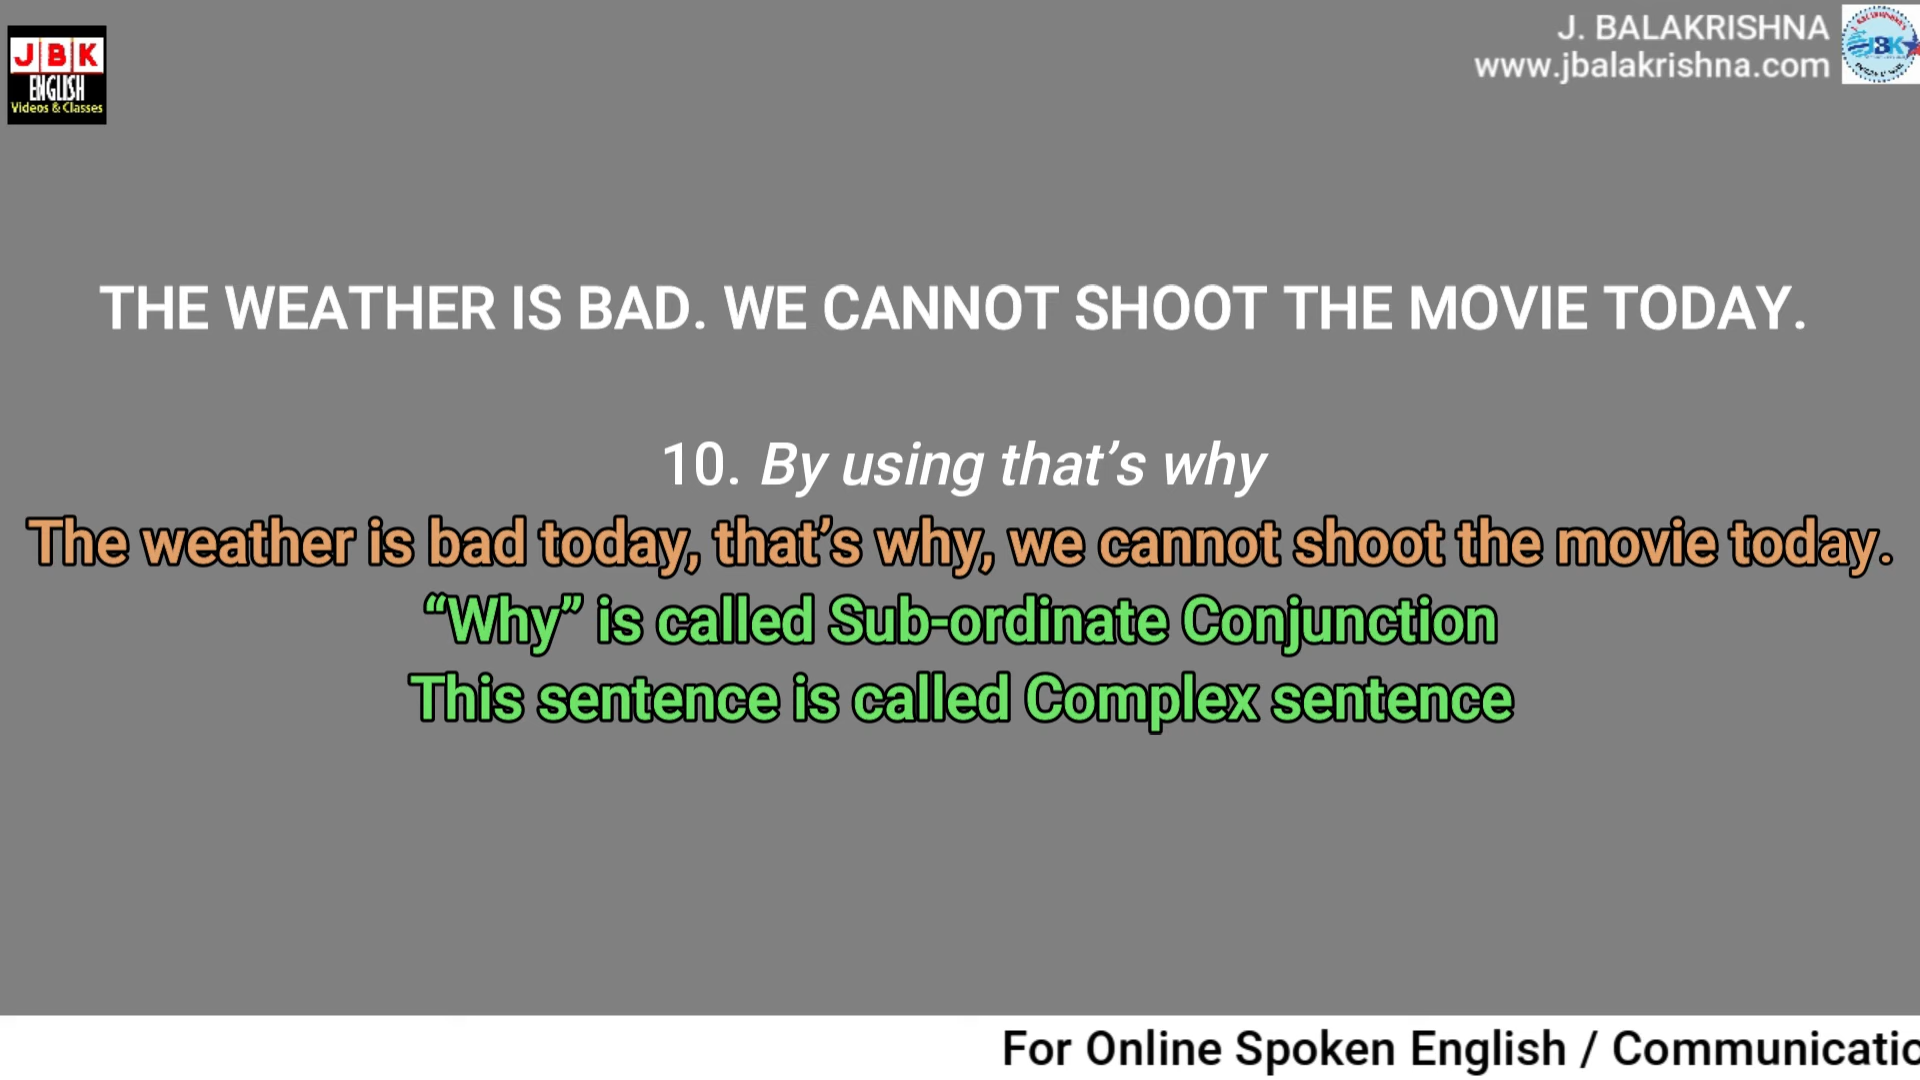 J B K
ENGLISH
Videos & Classes
J. BALAKRISHNA
www.jbalakrishna.com
JBK
THE WEATHER IS BAD. WE CANNOT SHOOT THE MOVIE TODAY.
10. By using that’s why
The weather is bad today, that’s why, we cannot shoot the movie today.
“Why” is called Sub-ordinate Conjunction
This sentence is called Complex sentence
For Online Spoken English / Communicatic